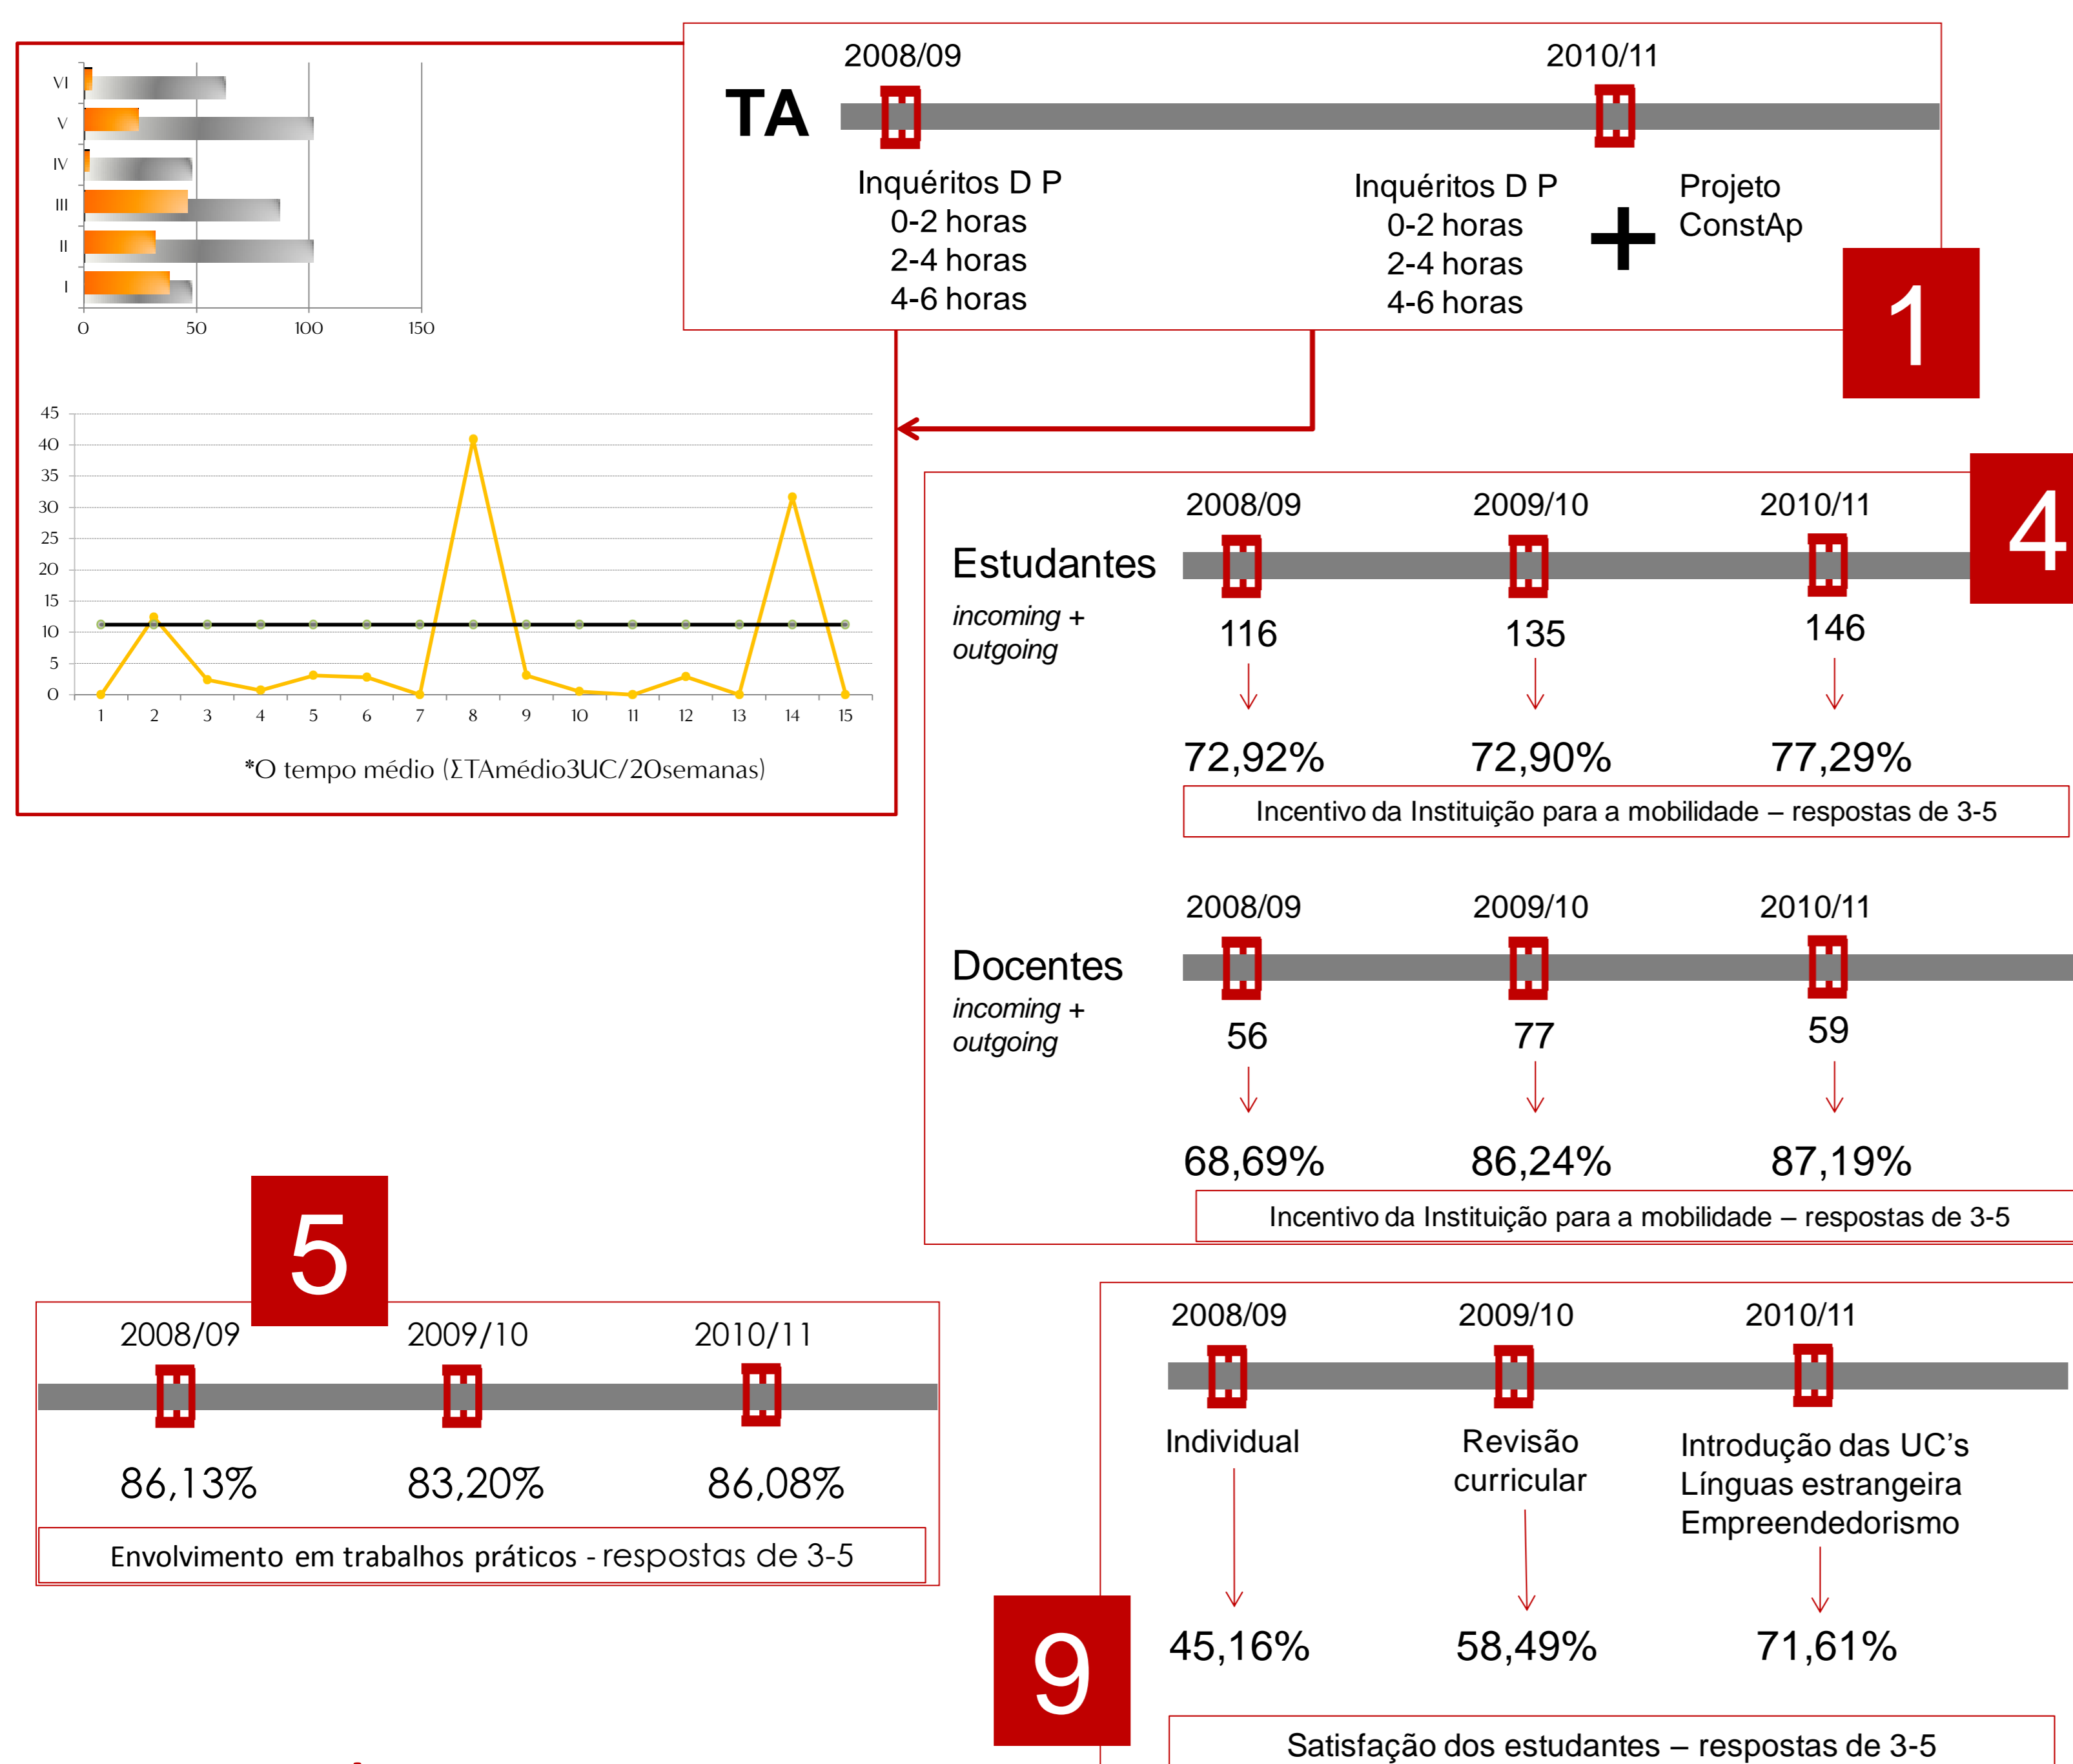 VI
V
IV
III
II
I
0 50 100 150
2008/09 2010/11
TA
Inquéritos D P
0-2 horas
2-4 horas
4-6 horas
Inquéritos D P
0-2 horas
2-4 horas
4-6 horas
+
Projeto
ConstAp
1
45
40
35
30
25
20
15
10
5
0
1 2 3 4 5 6 7 8 9 10 11 12 13 14 15
*O tempo médio (ΣTAmédio3UC/20semanas)
4
2008/09 2009/10 2010/11
Estudantes
incoming +
outgoing
116 135 146
72,92% 72,90% 77,29%
Incentivo da Instituição para a mobilidade – respostas de 3-5
2008/09 2009/10 2010/11
Docentes
incoming +
outgoing
56 77 59
68,69% 86,24% 87,19%
Incentivo da Instituição para a mobilidade – respostas de 3-5
5
2008/09 2009/10 2010/11
86,13% 83,20% 86,08%
Envolvimento em trabalhos práticos - respostas de 3-5
2008/09 2009/10 2010/11
Individual
Revisão
curricular
Introdução das UC's
Línguas estrangeira
Empreendedorismo
9
45,16% 58,49% 71,61%
Satisfação dos estudantes – respostas de 3-5